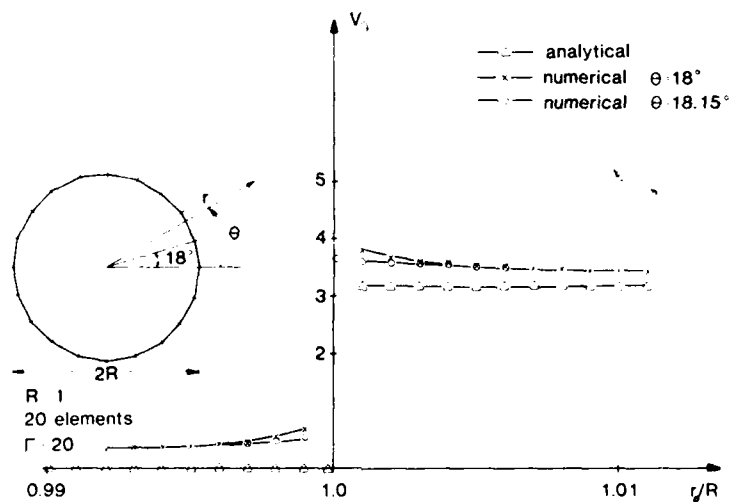 V
analytical
numerical θ 18°
numerical θ 18.15°
5
4
3
2
r
θ
18°
2R
R 1
20 elements
Γ 20
0.99
1.0
1.01
r/R